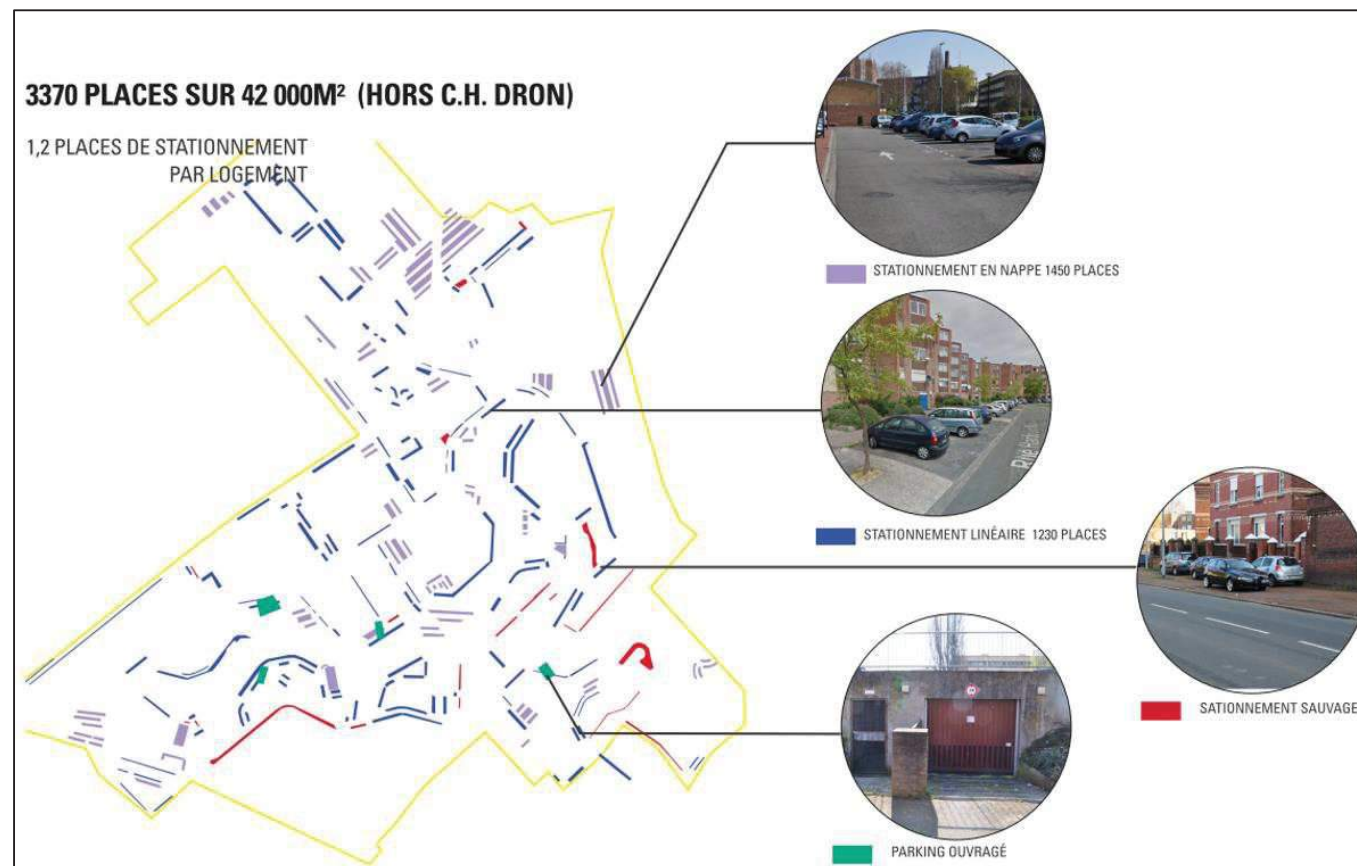 3370 PLACES SUR 42 000M² (HORS C.H. DRON)
1,2 PLACES DE STATIONNEMENT
PAR LOGEMENT
STATIONNEMENT EN NAPPE 1450 PLACES
STATIONNEMENT LINÉAIRE 1230 PLACES
SATIONNEMENT SAUVAGE
PARKING OUVRAGÉ